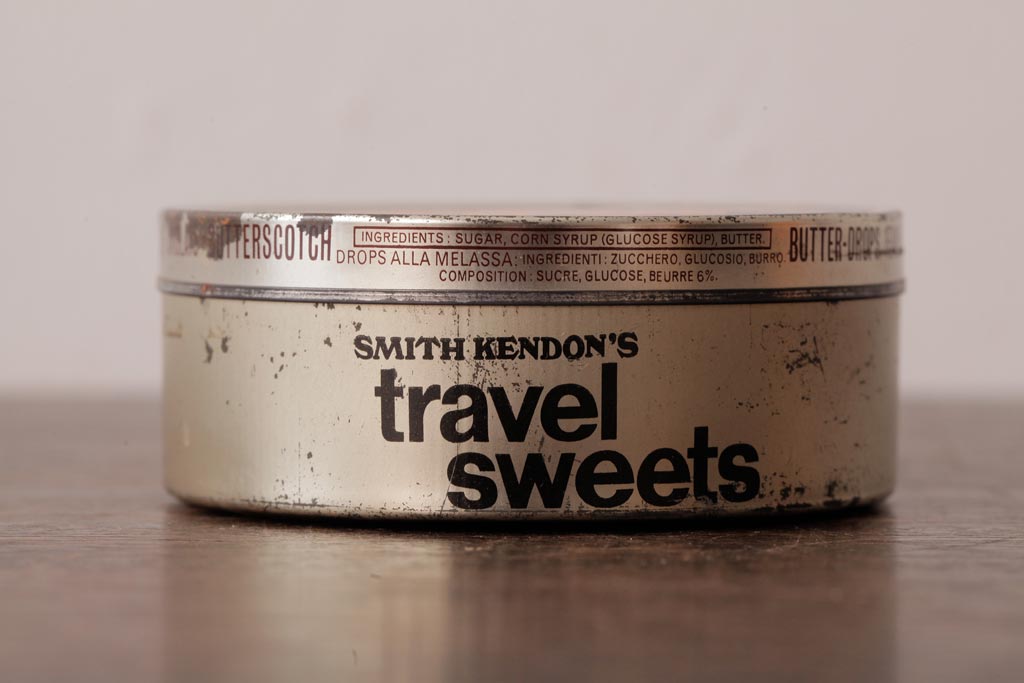 BUTTERSCOTCH
INGREDIENTS : SUGAR, CORN SYRUP (GLUCOSE SYRUP), BUTTER.
DROPS ALLA MELASSA: INGREDIENTI : ZUCCHERO, GLUCOSIO, BURRO.
COMPOSITION : SUCRE, GLUCOSE, BEURRE 6%.
BUTTER-DROPS
SMITH KENDON'S
travel
sweets